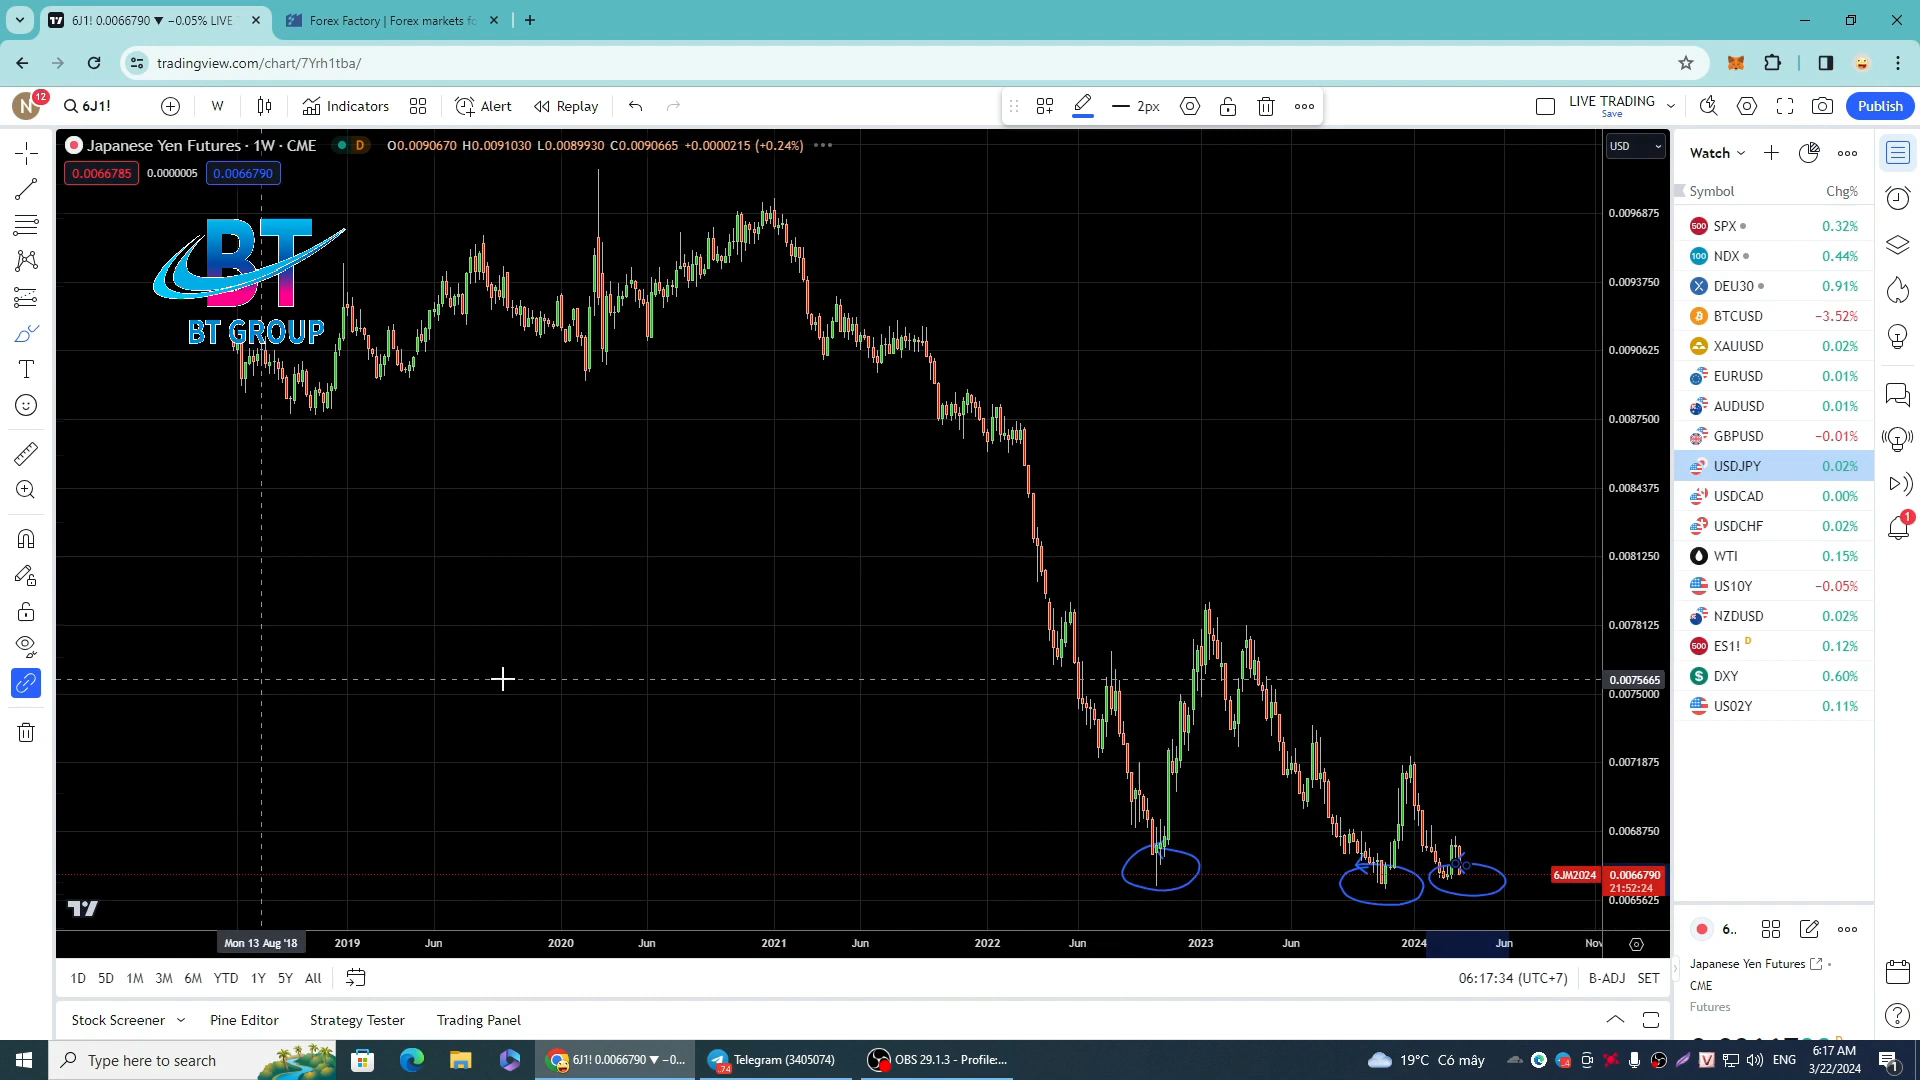 6J1! 0.0066790 ▼ −0.05% LIVE
Forex Factory | Forex markets fo
tradingview.com/chart/7Yrh1tba/
N
12
6J1!
W
Indicators
Alert
Replay
2px
LIVE TRADING
Save
Publish
Japanese Yen Futures · 1W · CME
D
O0.0090670 H0.0091030 L0.0089930 C0.0090665 +0.0000215 (+0.24%)
0.0066785
0.0000005
0.0066790
BT
BT GROUP
USD
0.0096875
0.0093750
0.0090625
0.0087500
0.0084375
0.0081250
0.0078125
0.0075665
0.0075000
0.0071875
0.0068750
6JM2024
0.0066790
21:52:24
0.0065625
Mon 13 Aug '18
2019
Jun
2020
Jun
2021
Jun
2022
Jun
2023
Jun
2024
Jun
Nov
1D 5D 1M 3M 6M YTD 1Y 5Y All
06:17:34 (UTC+7)
B-ADJ
SET
Stock Screener
Pine Editor
Strategy Tester
Trading Panel
Watch
Symbol Chg%
SPX 0.32%
NDX 0.44%
DEU30 0.91%
BTCUSD −3.52%
XAUUSD 0.02%
EURUSD 0.01%
AUDUSD 0.01%
GBPUSD −0.01%
USDJPY 0.02%
USDCAD 0.00%
USDCHF 0.02%
WTI 0.15%
US10Y −0.05%
NZDUSD 0.02%
ES1! D 0.12%
DXY 0.60%
US02Y 0.11%
1
6..
Japanese Yen Futures
CME
Futures
Type here to search
6J1! 0.0066790 ▼ −0...
Telegram (3405074)
OBS 29.1.3 - Profile:...
19°C Có mây
ENG
6:17 AM
3/22/2024